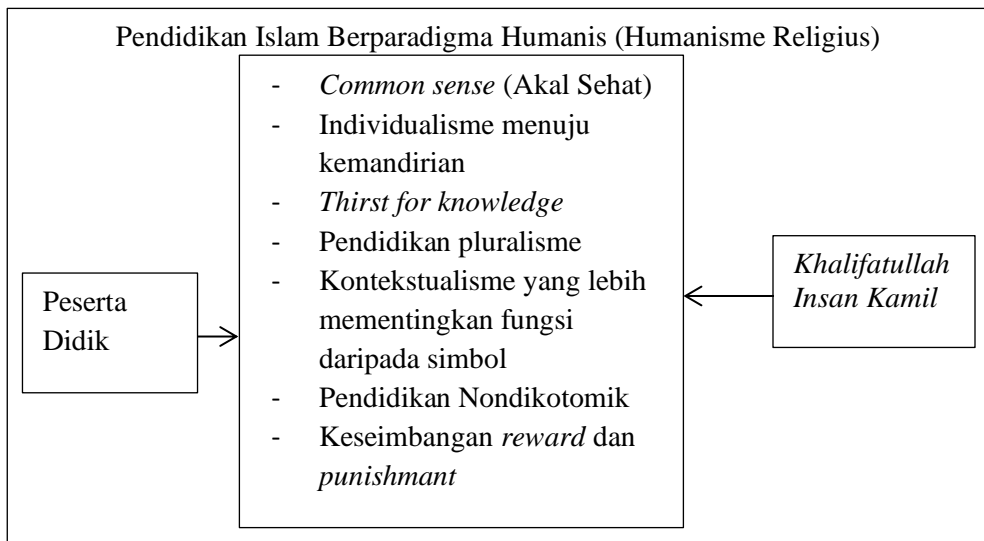 Pendidikan Islam Berparadigma Humanis (Humanisme Religius)
- Common sense (Akal Sehat)
- Individualisme menuju
kemandirian
- Thirst for knowledge
- Pendidikan pluralisme
- Kontekstualisme yang lebih
mementingkan fungsi
daripada simbol
- Pendidikan Nondikotomik
- Keseimbangan reward dan
punishmant
Peserta
Didik
Khalifatullah
Insan Kamil